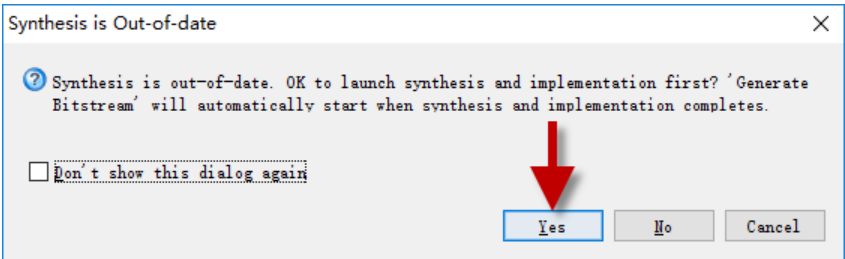 Synthesis is Out-of-date
Synthesis is out-of-date. OK to launch synthesis and implementation first? 'Generate
Bitstream' will automatically start when synthesis and implementation completes.
Don't show this dialog again
Yes
No
Cancel